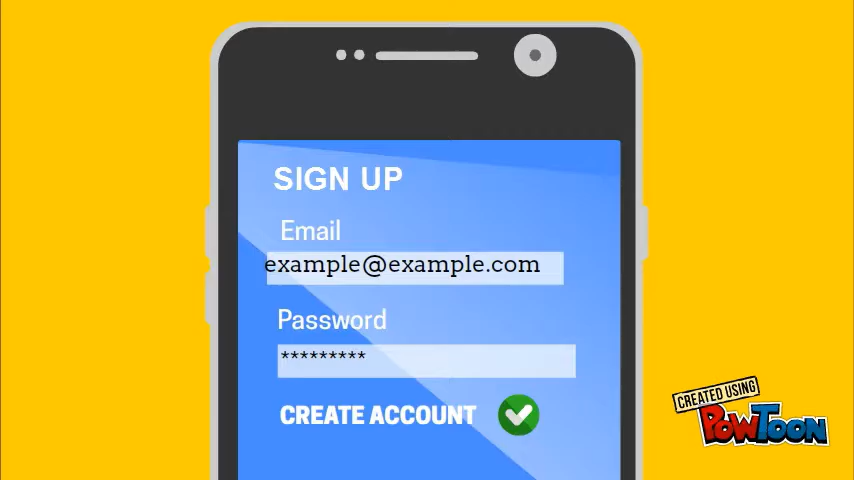 SIGN UP
Email
example@example.com
Password
*********
CREATE ACCOUNT
CREATED USING
POWTOON